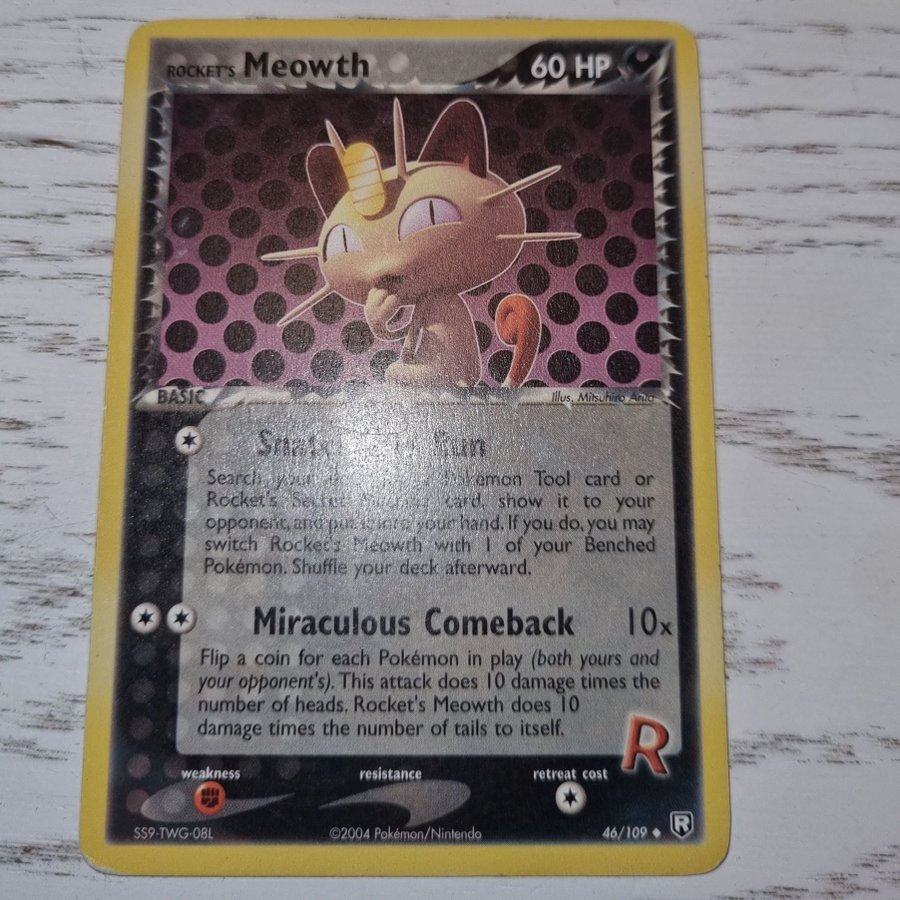 ROCKET'S Meowth 60 HP
BASIC Illus. Mitsuhiro Arita
Run
Search your Pokémon Tool card or
Rocket's Secret card, show it to your
opponent, and put it into your hand. If you do, you may
switch Rocket's Meowth with 1 of your Benched
Pokémon. Shuffle your deck afterward.
Miraculous Comeback 10x
Flip a coin for each Pokémon in play (both yours and
your opponent's). This attack does 10 damage times the
number of heads. Rocket's Meowth does 10
damage times the number of tails to itself.
R
weakness resistance retreat cost
SS9-TWG-08L ©2004 Pokémon/Nintendo 46/109 ◆ R